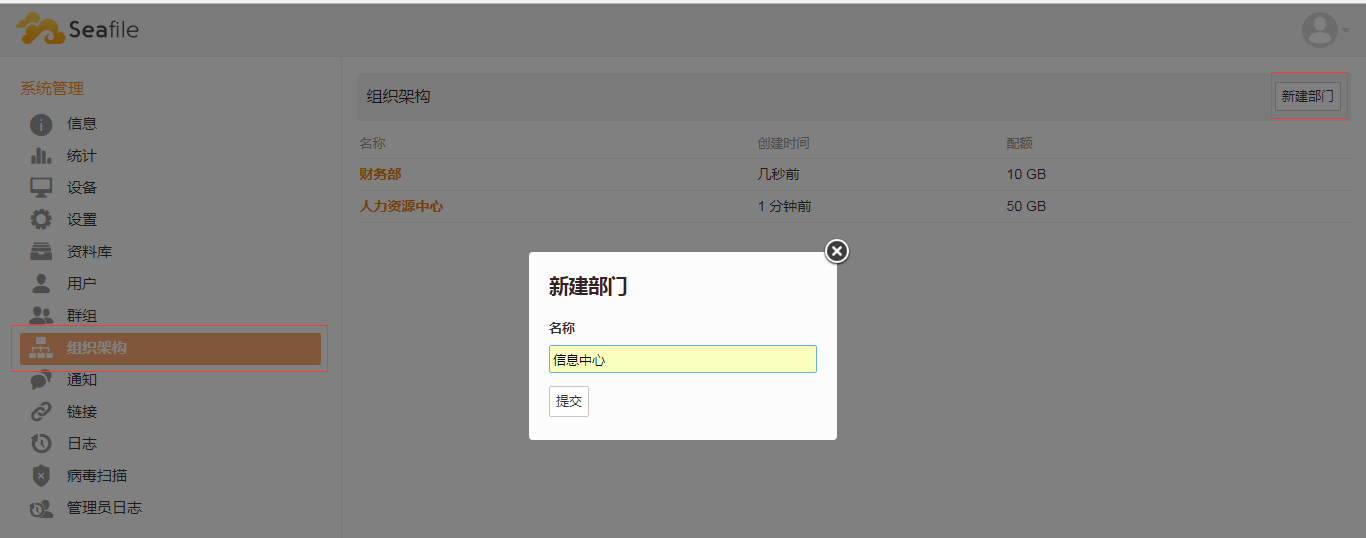 Seafile
系统管理
信息
统计
设备
设置
资料库
用户
群组
组织架构
通知
链接
日志
病毒扫描
管理员日志
组织架构
新建部门
名称 创建时间 配额
财务部 几秒前 10 GB
人力资源中心 1 分钟前 50 GB
新建部门
名称
信息中心
提交